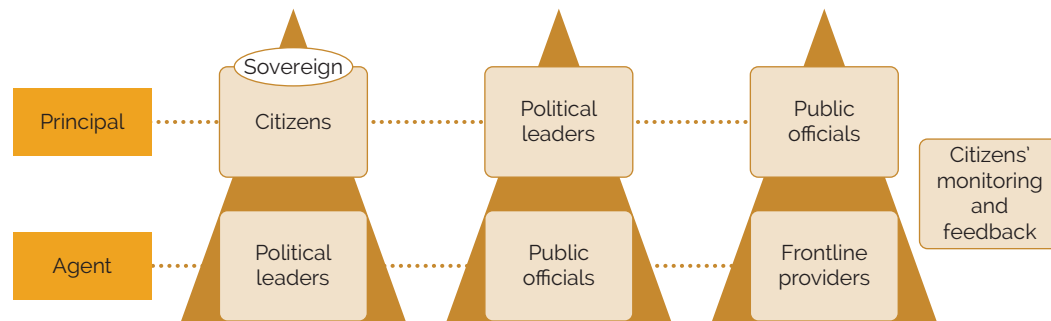 Sovereign
Principal
Citizens
Political
leaders
Public
officials
Citizens’
monitoring
and
feedback
Agent
Political
leaders
Public
officials
Frontline
providers